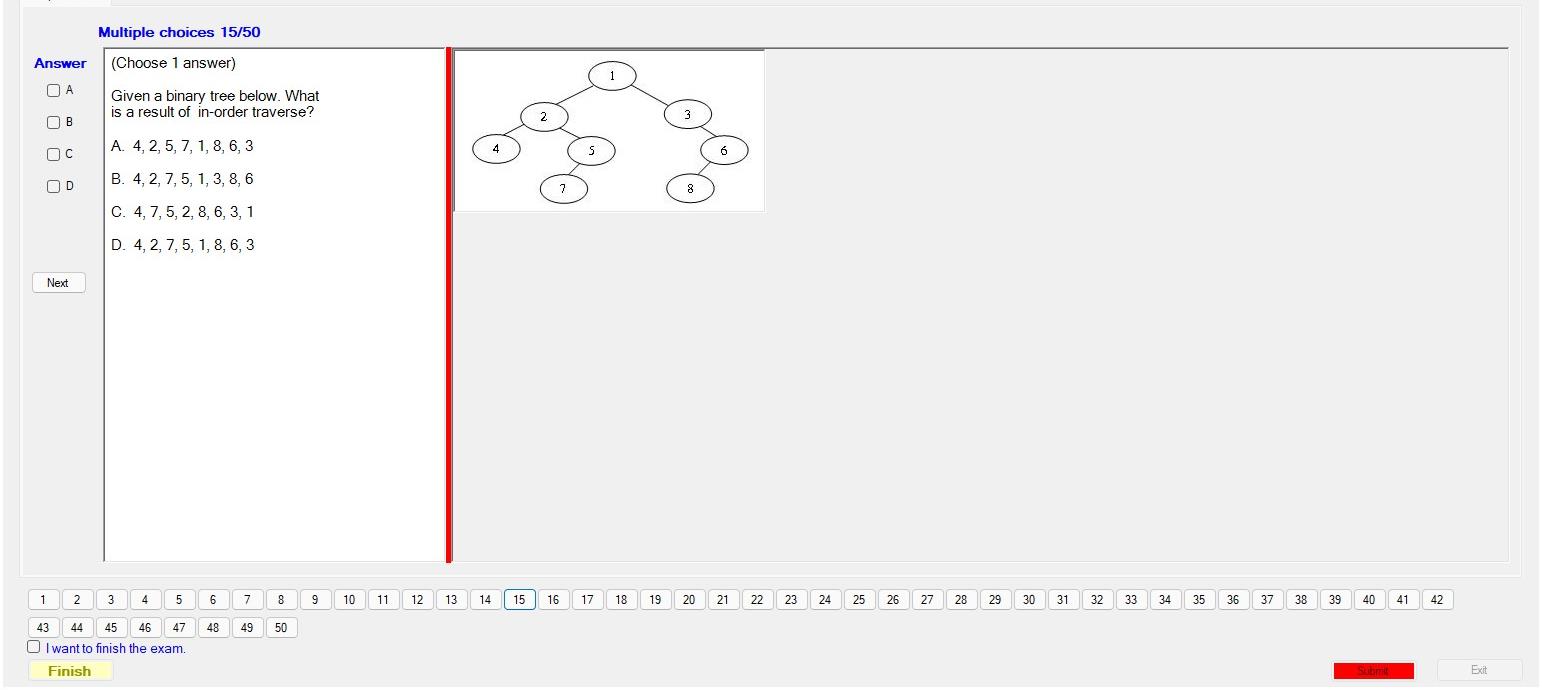 Multiple choices 15/50
Answer
A
B
C
D
Next
(Choose 1 answer)
Given a binary tree below. What
is a result of in-order traverse?
A. 4, 2, 5, 7, 1, 8, 6, 3
B. 4, 2, 7, 5, 1, 3, 8, 6
C. 4, 7, 5, 2, 8, 6, 3, 1
D. 4, 2, 7, 5, 1, 8, 6, 3
1
2
3
4
5
6
7
8
1 2 3 4 5 6 7 8 9 10 11 12 13 14 15 16 17 18 19 20 21 22 23 24 25 26 27 28 29 30 31 32 33 34 35 36 37 38 39 40 41 42
43 44 45 46 47 48 49 50
I want to finish the exam.
Finish
Submit
Exit